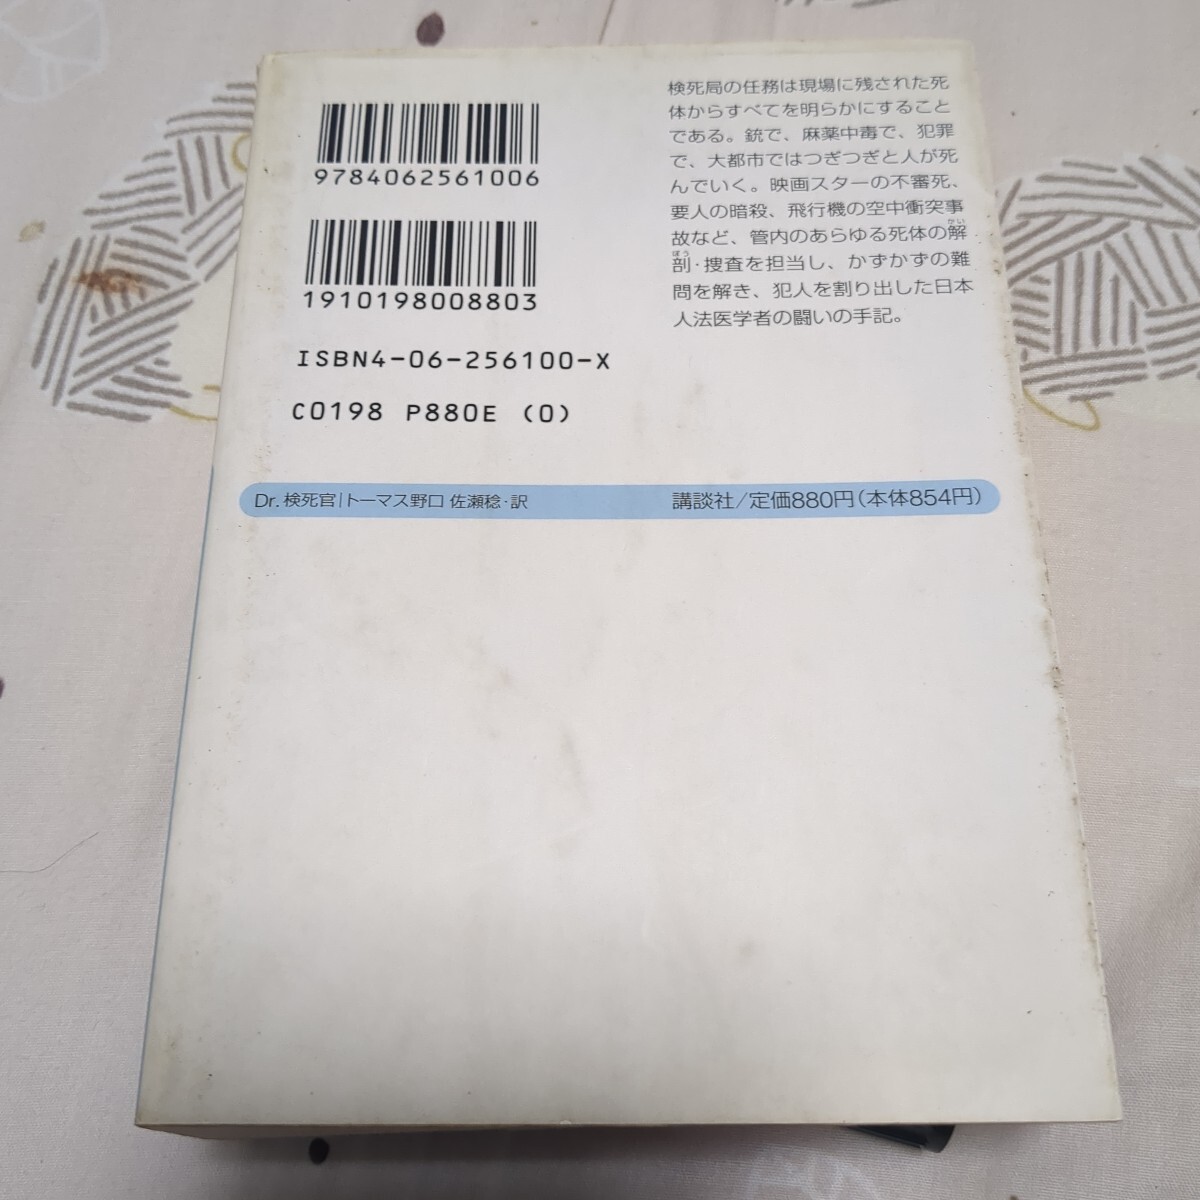 9784062561006
1910198008803
ISBN4-06-256100-X
C0198 P880E (0)
検死局の任務は現場に残された死
体からすべてを明らかにすること
である。銃で、麻薬中毒で、犯罪
で、大都市ではつぎつぎと人が死
んでいく。映画スターの不審死、
要人の暗殺、飛行機の空中衝突事
故など、管内のあらゆる死体の解
かい
剖・捜査を担当し、かずかずの難
ぼう
問を解き、犯人を割り出した日本
人法医学者の闘いの手記。
Dr.検死官|トーマス野口 佐瀬稔・訳
講談社/定価880円(本体854円)